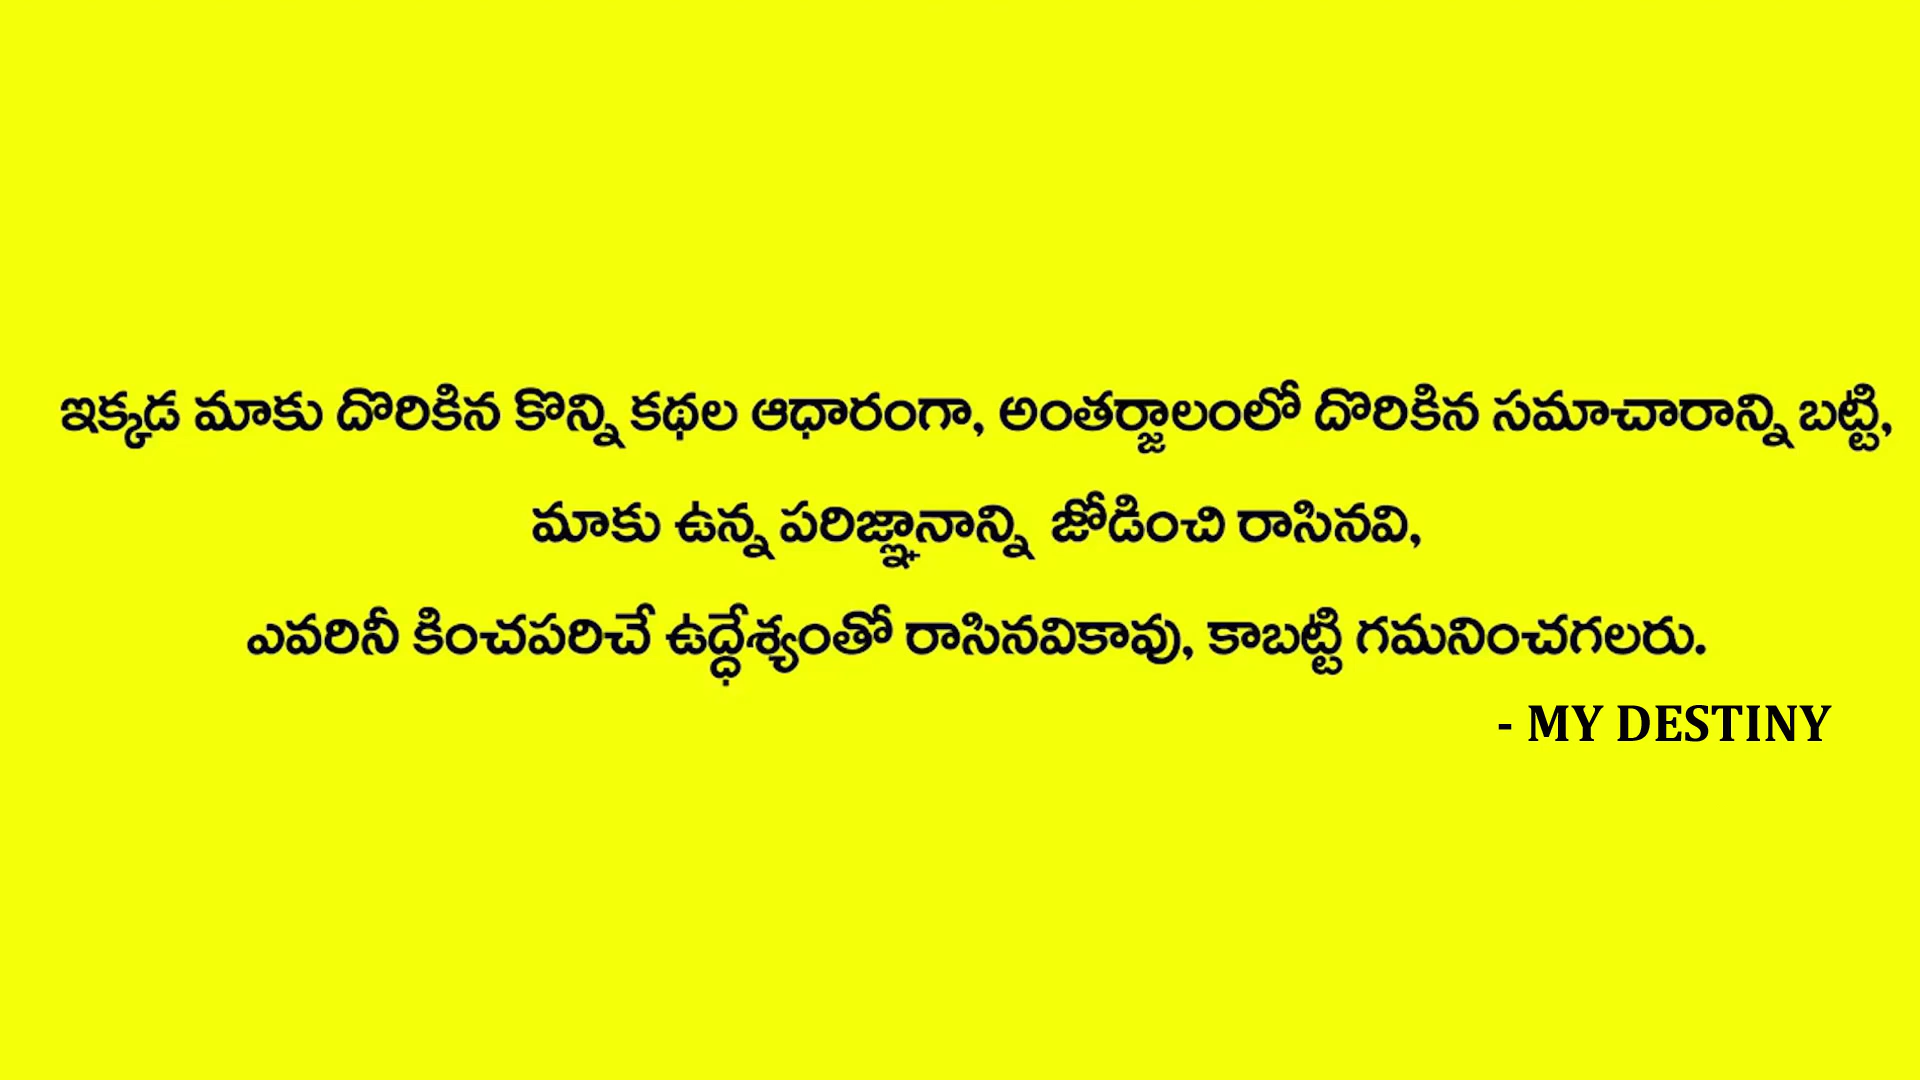 ఇక్కడ మాకు దొరికిన కొన్ని కథల ఆధారంగా, అంతర్జాలంలో దొరికిన సమాచారాన్ని బట్టి,
మాకు ఉన్న పరిజ్ఞానాన్ని జోడించి రాసినవి,
ఎవరినీ కించపరిచే ఉద్ధేశ్యంతో రాసినవికావు, కాబట్టి గమనించగలరు.
- MY DESTINY